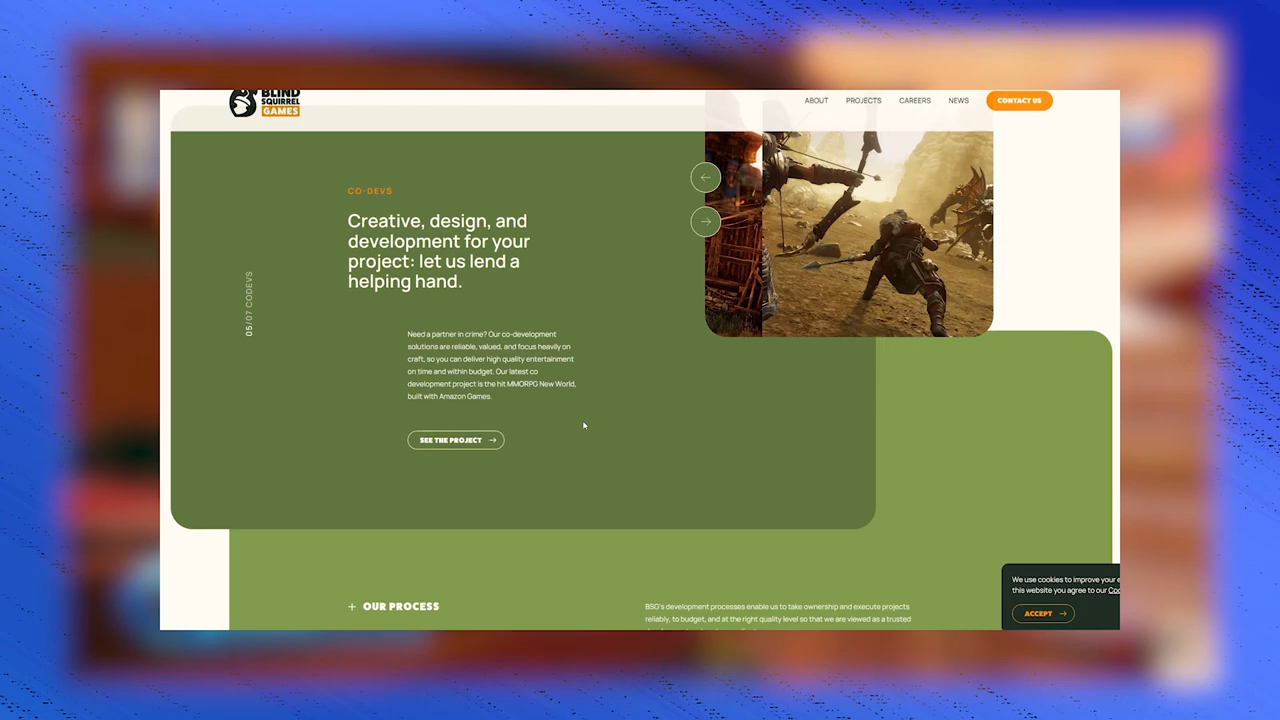 BLIND
SQUIRREL
GAMES
ABOUT
PROJECTS
CAREERS
NEWS
CONTACT US
CO-DEVS
Creative, design, and
development for your
project: let us lend a
helping hand.
05/07 CODEVS
Need a partner in crime? Our co-development
solutions are reliable, valued, and focus heavily on
craft, so you can deliver high quality entertainment
on time and within budget. Our latest co
development project is the hit MMORPG New World,
built with Amazon Games.
SEE THE PROJECT
+ OUR PROCESS
BSG's development processes enable us to take ownership and execute projects
reliably, to budget, and at the right quality level so that we are viewed as a trusted
We use cookies to improve your
this website you agree to our
ACCEPT